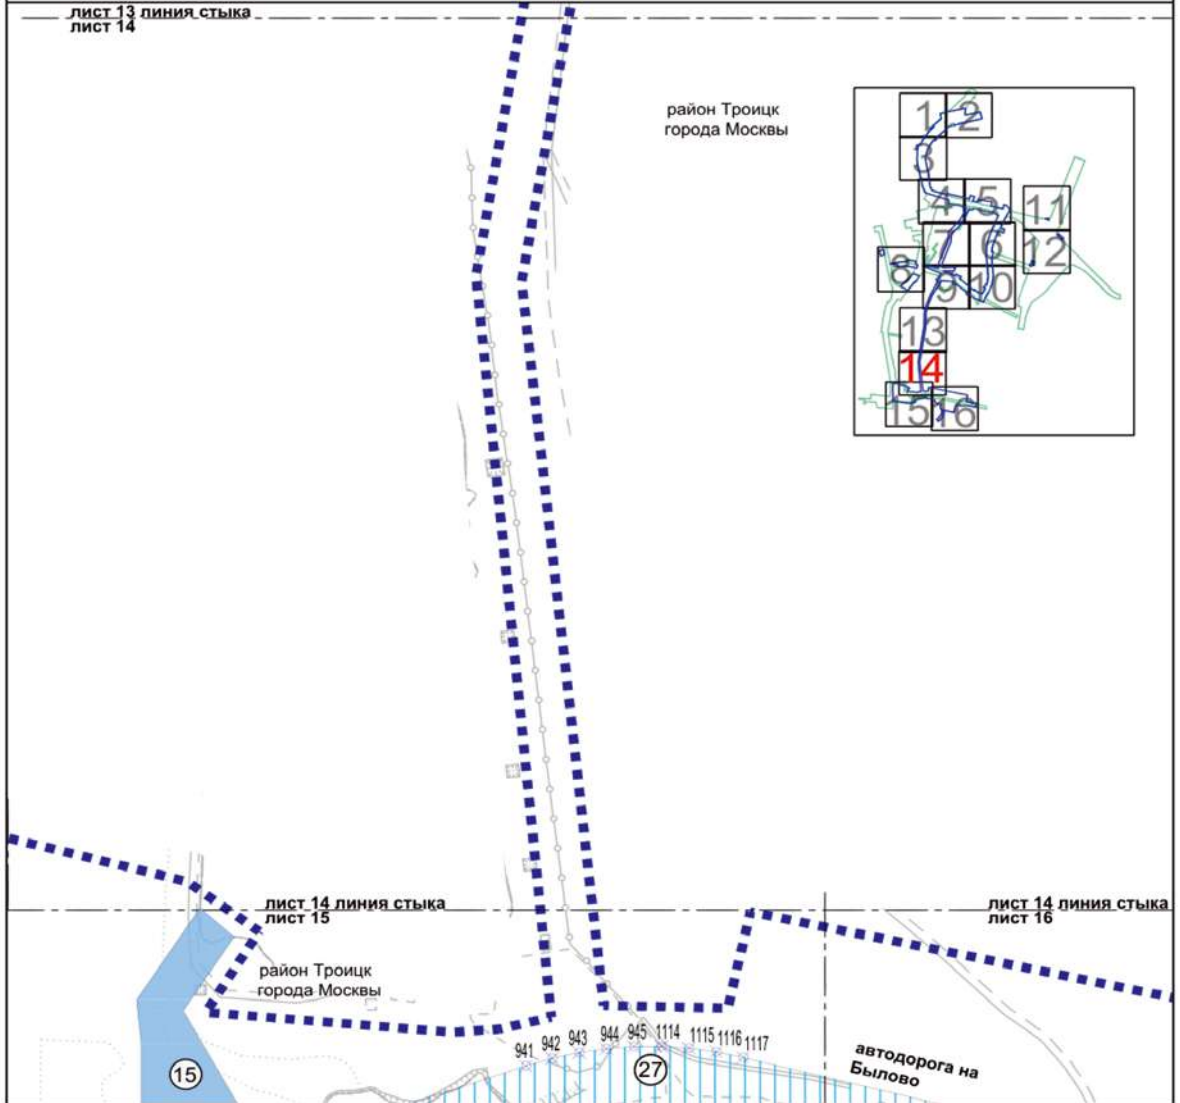 лист 13 линия стыка
лист 14
район Троицк
города Москвы
1 2
3
4 5 11
7 6 12
8
9 10
13
14
15 16
лист 14 линия стыка
лист 15
лист 14 линия стыка
лист 16
район Троицк
города Москвы
941 942 943 944 945 1114 1115 1116 1117
15
27
автодорога на
Былово